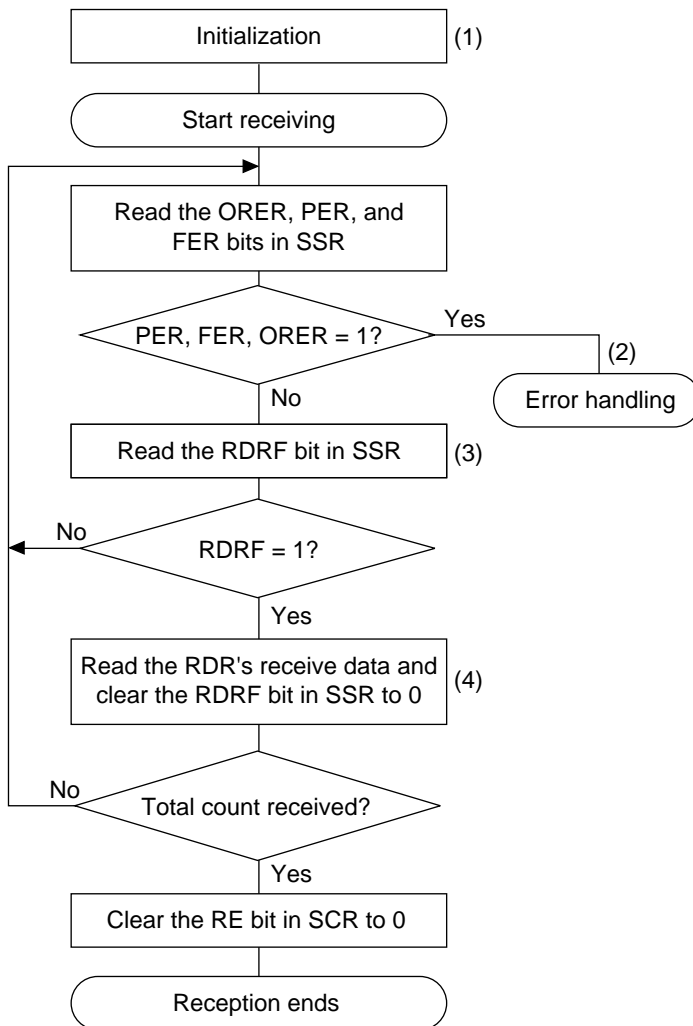 Initialization
(1)
Start receiving
Read the ORER, PER, and
FER bits in SSR
PER, FER, ORER = 1?
Yes
(2)
Error handling
No
Read the RDRF bit in SSR
(3)
No
RDRF = 1?
Yes
Read the RDR's receive data and
clear the RDRF bit in SSR to 0
(4)
No
Total count received?
Yes
Clear the RE bit in SCR to 0
Reception ends